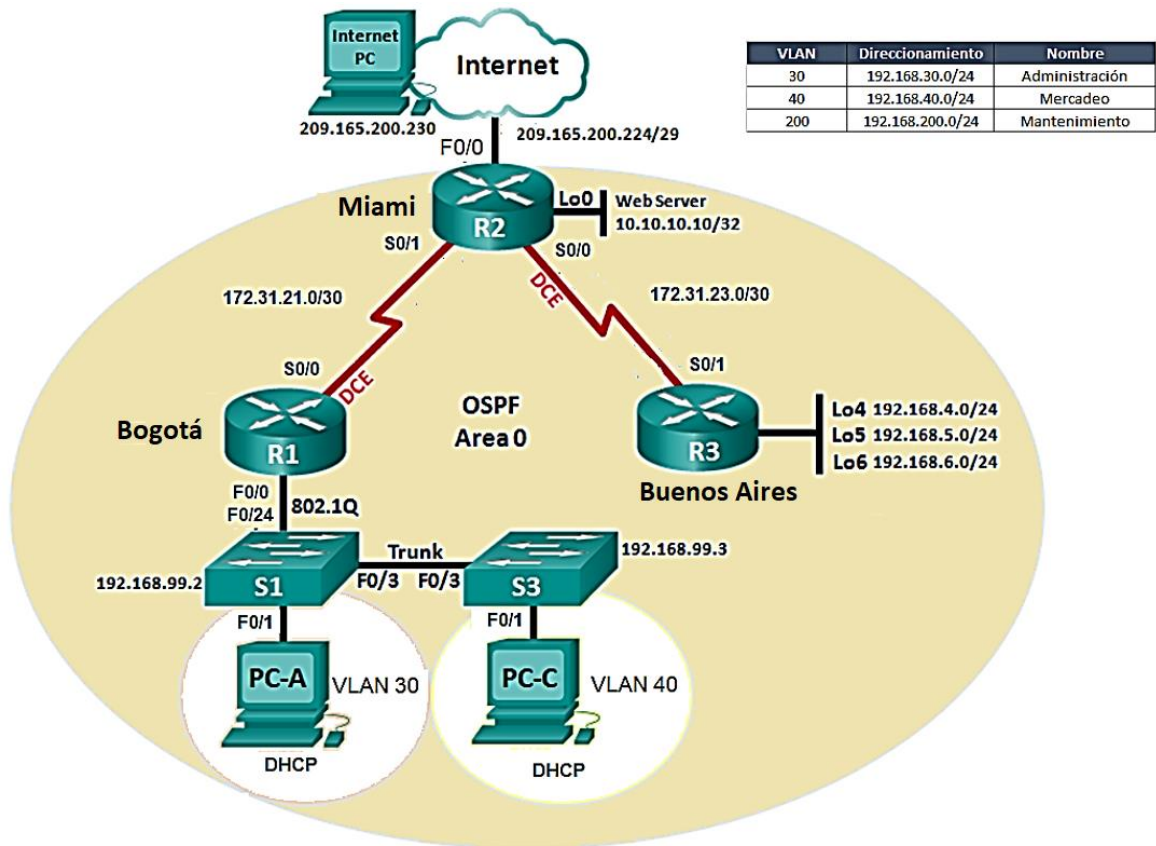 Internet
PC
Internet
209.165.200.230
209.165.200.224/29
F0/0
VLAN Direccionamiento Nombre
30 192.168.30.0/24 Administración
40 192.168.40.0/24 Mercadeo
200 192.168.200.0/24 Mantenimiento
Miami
R2
Lo0
Web Server
10.10.10.10/32
S0/1
S0/0
DCE
172.31.21.0/30
172.31.23.0/30
S0/0
DCE
S0/1
Bogotá
R1
OSPF
Area 0
R3
Buenos Aires
Lo4 192.168.4.0/24
Lo5 192.168.5.0/24
Lo6 192.168.6.0/24
F0/0
F0/24
802.1Q
192.168.99.2
S1
Trunk
F0/3 F0/3
S3
192.168.99.3
F0/1
F0/1
PC-A
VLAN 30
DHCP
PC-C
VLAN 40
DHCP